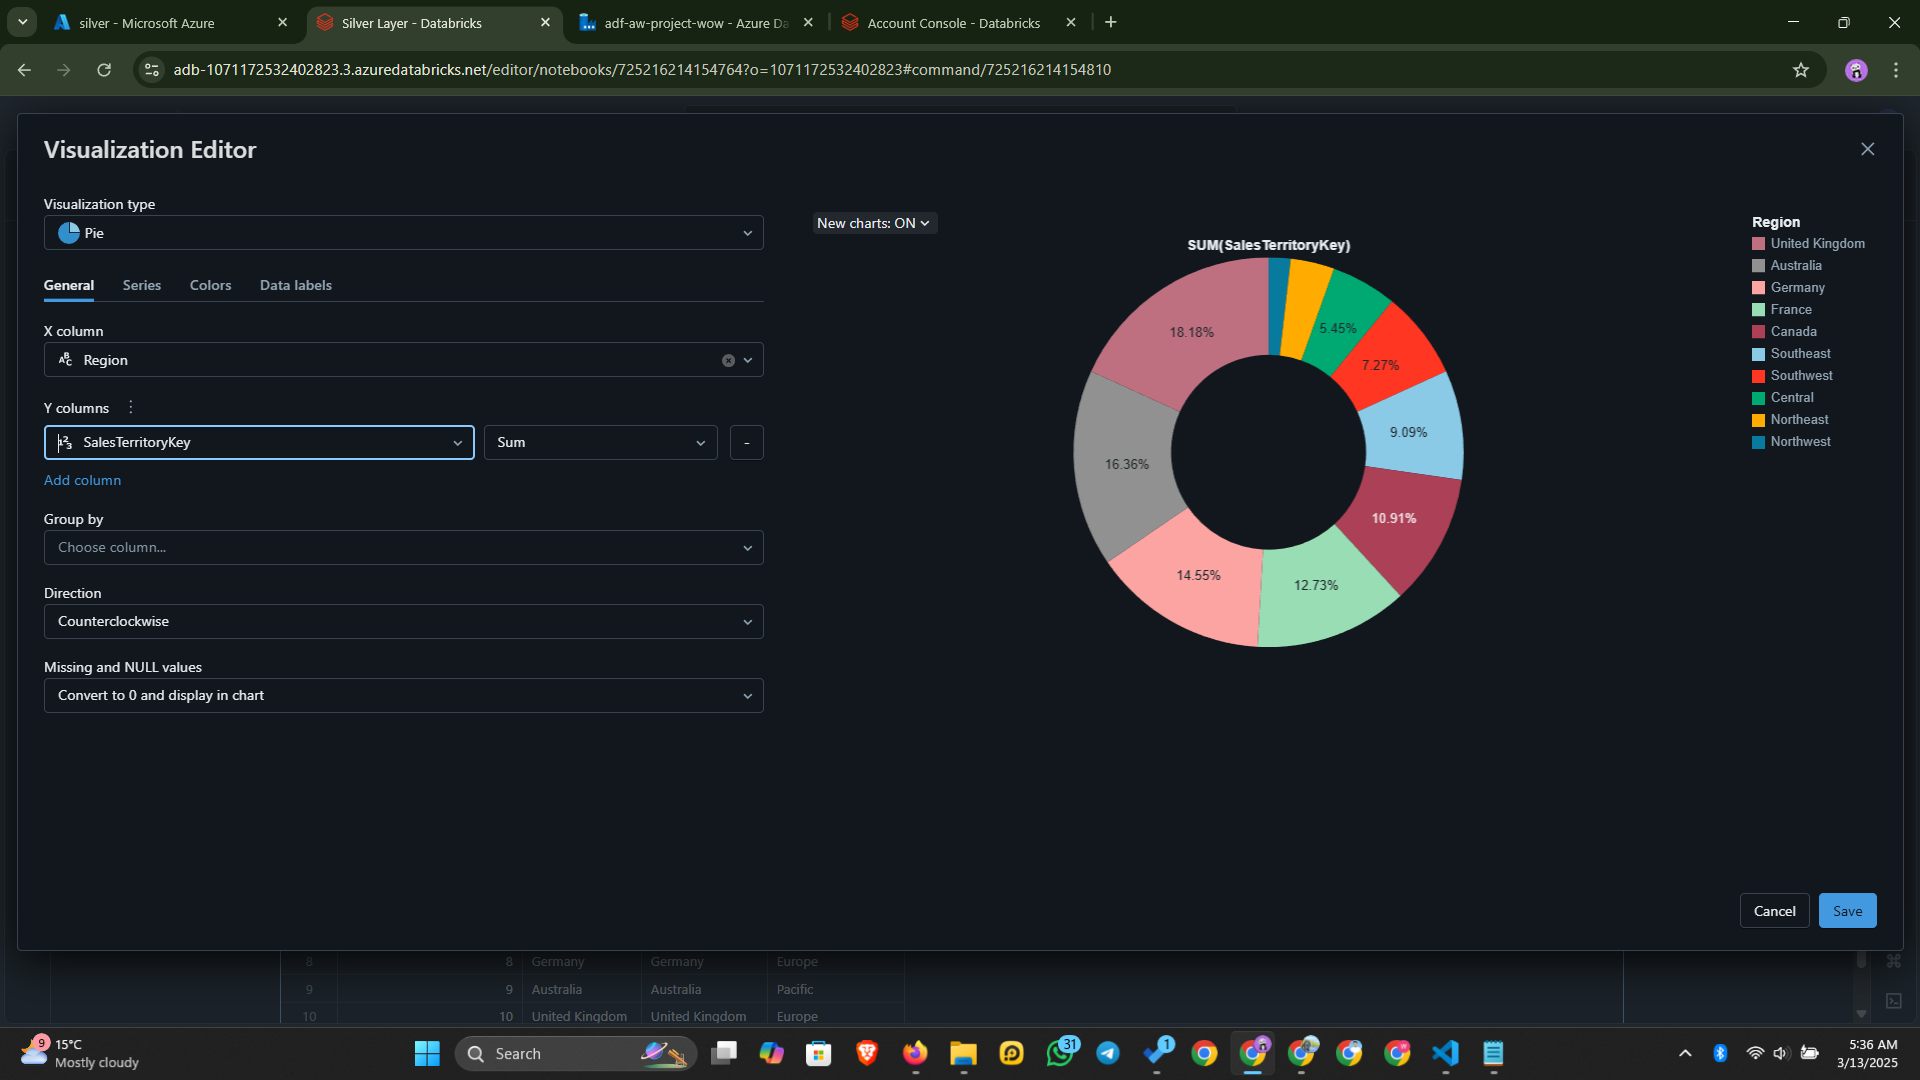 silver - Microsoft Azure
Silver Layer - Databricks
adf-aw-project-wow - Azure Da
Account Console - Databricks
adb-1071172532402823.3.azuredatabricks.net/editor/notebooks/725216214154764?o=1071172532402823#command/725216214154810
Visualization Editor
Visualization type
Pie
General
Series
Colors
Data labels
X column
Region
Y columns
SalesTerritoryKey
Sum
-
Add column
Group by
Choose column...
Direction
Counterclockwise
Missing and NULL values
Convert to 0 and display in chart
New charts: ON
SUM(SalesTerritoryKey)
18.18%
5.45%
7.27%
9.09%
16.36%
10.91%
14.55%
12.73%
Region
United Kingdom
Australia
Germany
France
Canada
Southeast
Southwest
Central
Northeast
Northwest
Cancel
Save
8 8 Germany Germany Europe
9 9 Australia Australia Pacific
10 10 United Kingdom United Kingdom Europe
9
15°C
Mostly cloudy
Search
31
1
5:36 AM
3/13/2025